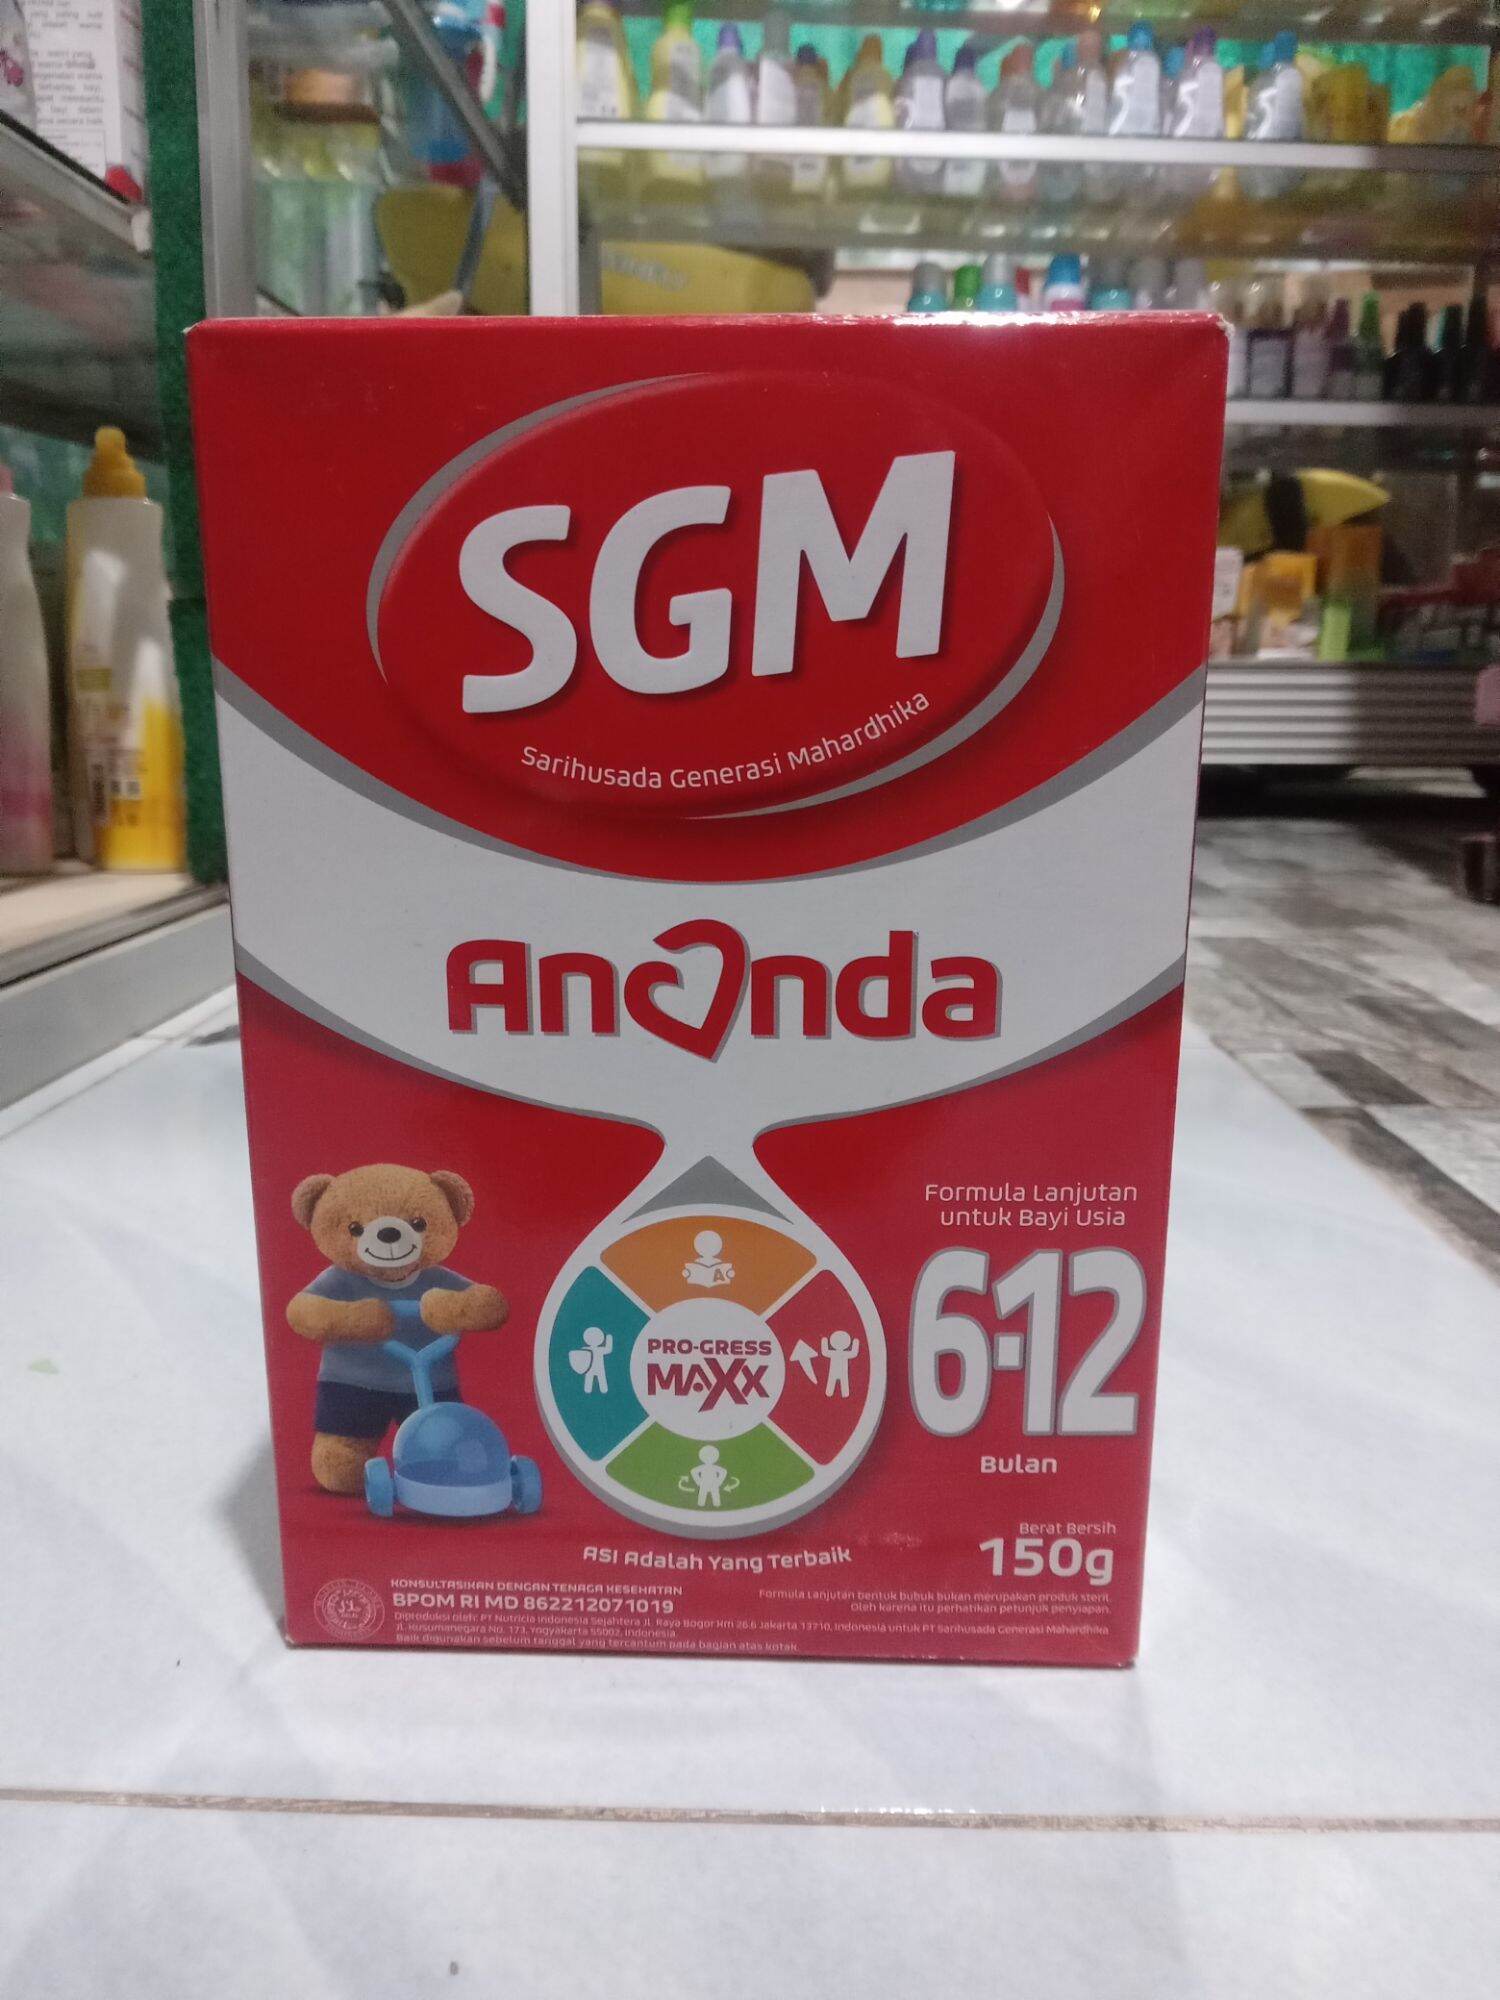 SGM
Sarihusada Generasi Mahardhika
Ananda
Formula Lanjutan
untuk Bayi Usia
6-12
Bulan
PRO-GRESS
MAXX
A
ASI Adalah Yang Terbaik
Berat Bersih
150g
KONSULTASIKAN DENGAN TENAGA KESEHATAN
BPOM RI MD 862212071019
Formula Lanjutan bentuk bubuk bukan merupakan produk steril.
Oleh karena itu perhatikan petunjuk penyiapan.
Diproduksi oleh: PT Nutricia Indonesia Sejahtera Jl. Raya Bogor Km 26.6 Jakarta 13710, Indonesia untuk PT Sarihusada Generasi Mahardhika
Jl. Kusumanegara No. 173, Yogyakarta 55002, Indonesia.
Baik digunakan sebelum tanggal yang tercantum pada bagian atas kotak.